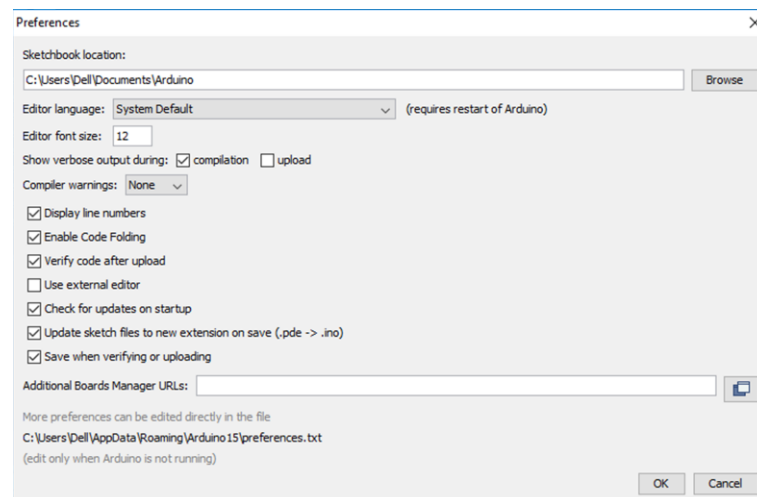 Preferences
Sketchbook location:
C:\Users\Dell\Documents\Arduino Browse
Editor language: System Default (requires restart of Arduino)
Editor font size: 12
Show verbose output during: compilation upload
Compiler warnings: None
Display line numbers
Enable Code Folding
Verify code after upload
Use external editor
Check for updates on startup
Update sketch files to new extension on save (.pde -> .ino)
Save when verifying or uploading
Additional Boards Manager URLs:
More preferences can be edited directly in the file
C:\Users\Dell\AppData\Roaming\Arduino15\preferences.txt
(edit only when Arduino is not running)
OK Cancel